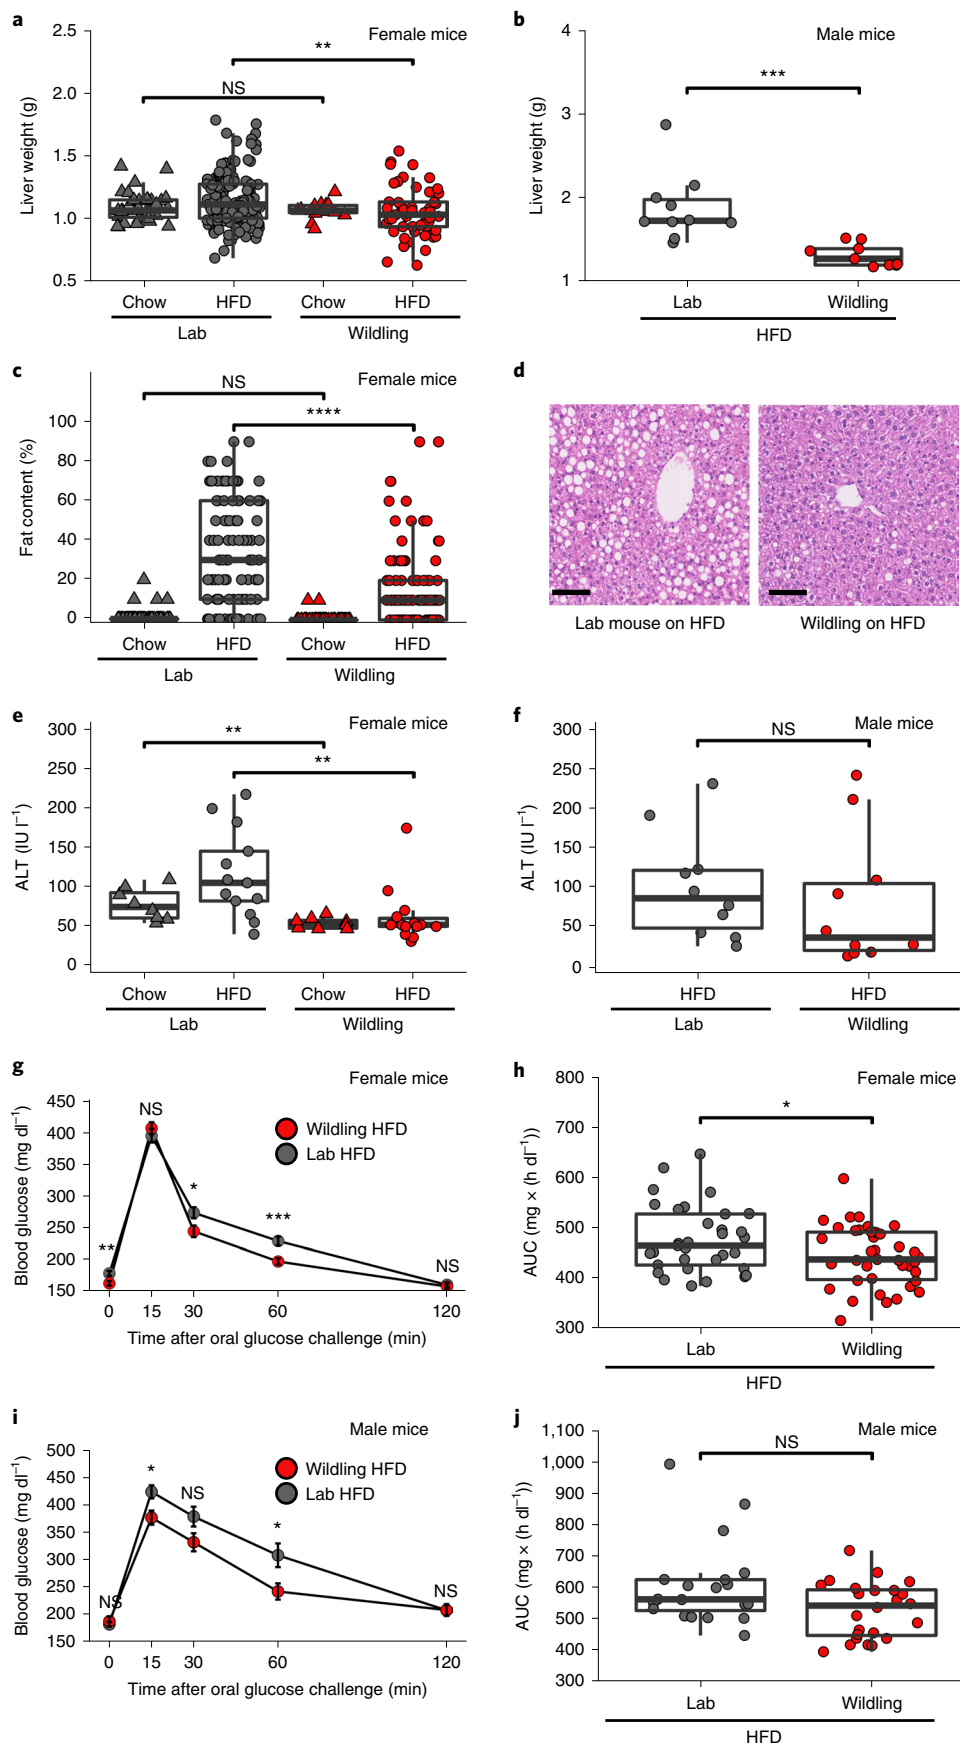 a
Female mice
Liver weight (g)
2.5
2.0
1.5
1.0
0.5
**
NS
Chow HFD Chow HFD
Lab Wildling
b
Male mice
Liver weight (g)
4
3
2
1
***
Lab Wildling
HFD
c
Female mice
Fat content (%)
100
80
60
40
20
0
NS
****
Chow HFD Chow HFD
Lab Wildling
d
Lab mouse on HFD Wildling on HFD
e
Female mice
ALT (IU l⁻¹)
300
250
200
150
100
50
0
**
**
Chow HFD Chow HFD
Lab Wildling
f
Male mice
ALT (IU l⁻¹)
300
250
200
150
100
50
0
NS
HFD HFD
Lab Wildling
g
Female mice
Blood glucose (mg dl⁻¹)
450
400
350
300
250
200
150
Wildling HFD
Lab HFD
** NS * *** NS
0 15 30 60 120
Time after oral glucose challenge (min)
h
Female mice
AUC (mg × (h dl⁻¹))
800
700
600
500
400
300
*
Lab Wildling
HFD
i
Male mice
Blood glucose (mg dl⁻¹)
500
450
400
350
300
250
200
150
Wildling HFD
Lab HFD
NS * NS * NS
0 15 30 60 120
Time after oral glucose challenge (min)
j
Male mice
AUC (mg × (h dl⁻¹))
1,100
1,000
900
800
700
600
500
400
300
NS
Lab Wildling
HFD